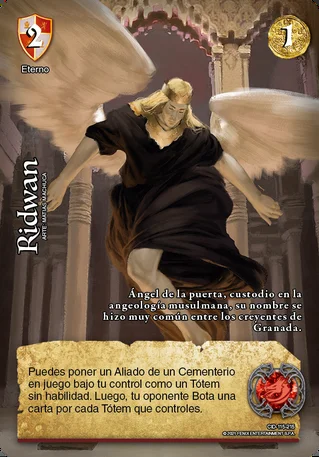 2
1
Eterno
Ridwan
ARTE: MATÍAS MACHUCA
Ángel de la puerta, custodio en la
angeología musulmana, su nombre se
hizo muy común entre los creyentes de
Granada.
Puedes poner un Aliado de un Cementerio
en juego bajo tu control como un Tótem
sin habilidad. Luego, tu oponente Bota una
carta por cada Tótem que controles.
CID-115-215
© 2021 FENIX ENTERTAINMENT S.P.A.